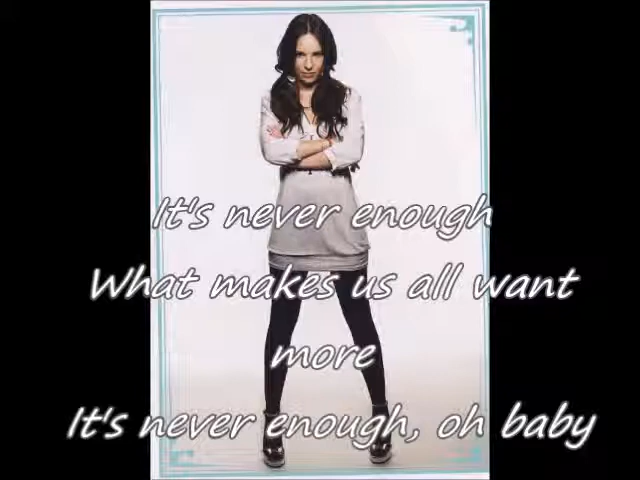 It's never enough
What makes us all want
more
It's never enough, oh baby